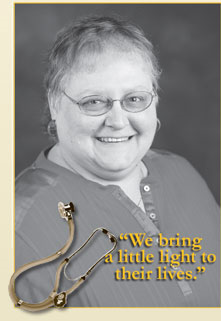 “We bring
a little light to
their lives.”